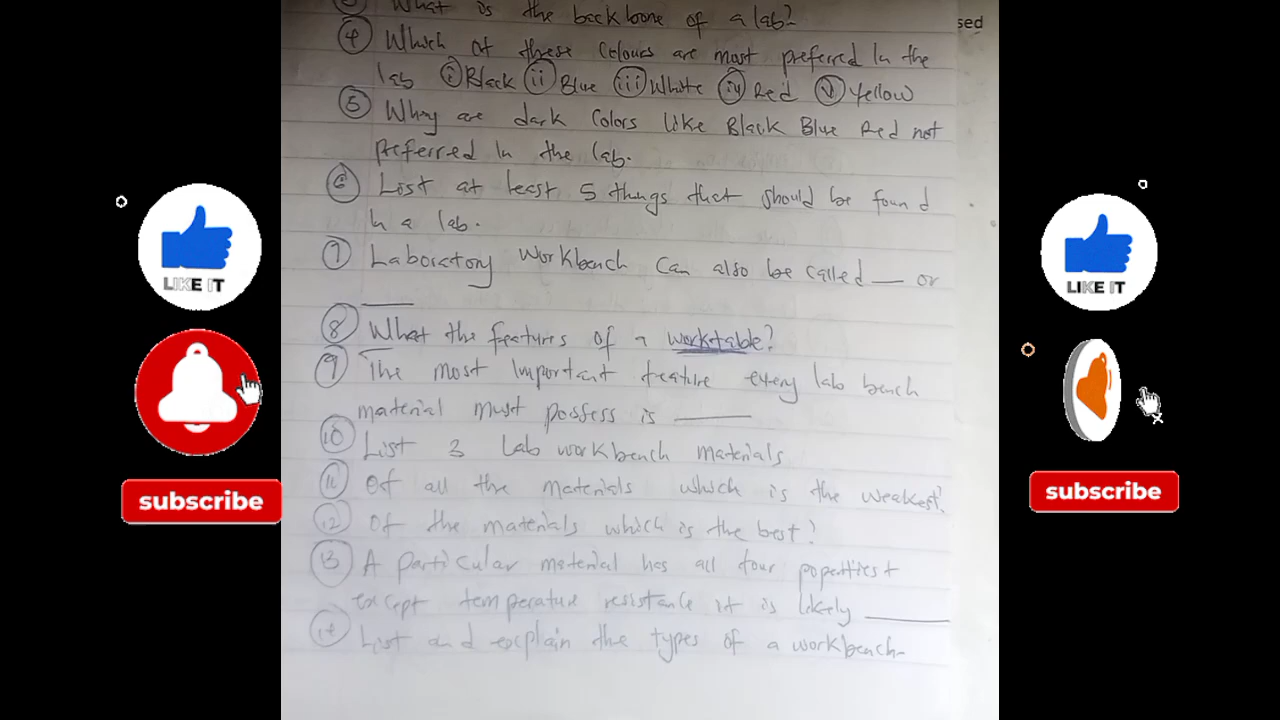 3 What is the backbone of a lab?
sed
4 Which of these Colours are most preferred in the
lab i Black ii Blue iii White iv Red v Yellow
5 Whay are dark Colors like Black Blue Red not
preferred in the lab.
6 List at least 5 things that should be found
in a lab.
7 Laboratory Workbench Can also be called __ or
____
8 What the features of a worktable?
9 The most important feature every lab bench
material must possess is ______
10 List 3 Lab workbench materials
11 Of all the materials which is the weakest?
12 Of the materials which is the best?
13 A particular material has all four
except temperature resistance it is likely ______
14 List and explain the types of a workbench-
LIKE IT
subscribe
LIKE IT
subscribe